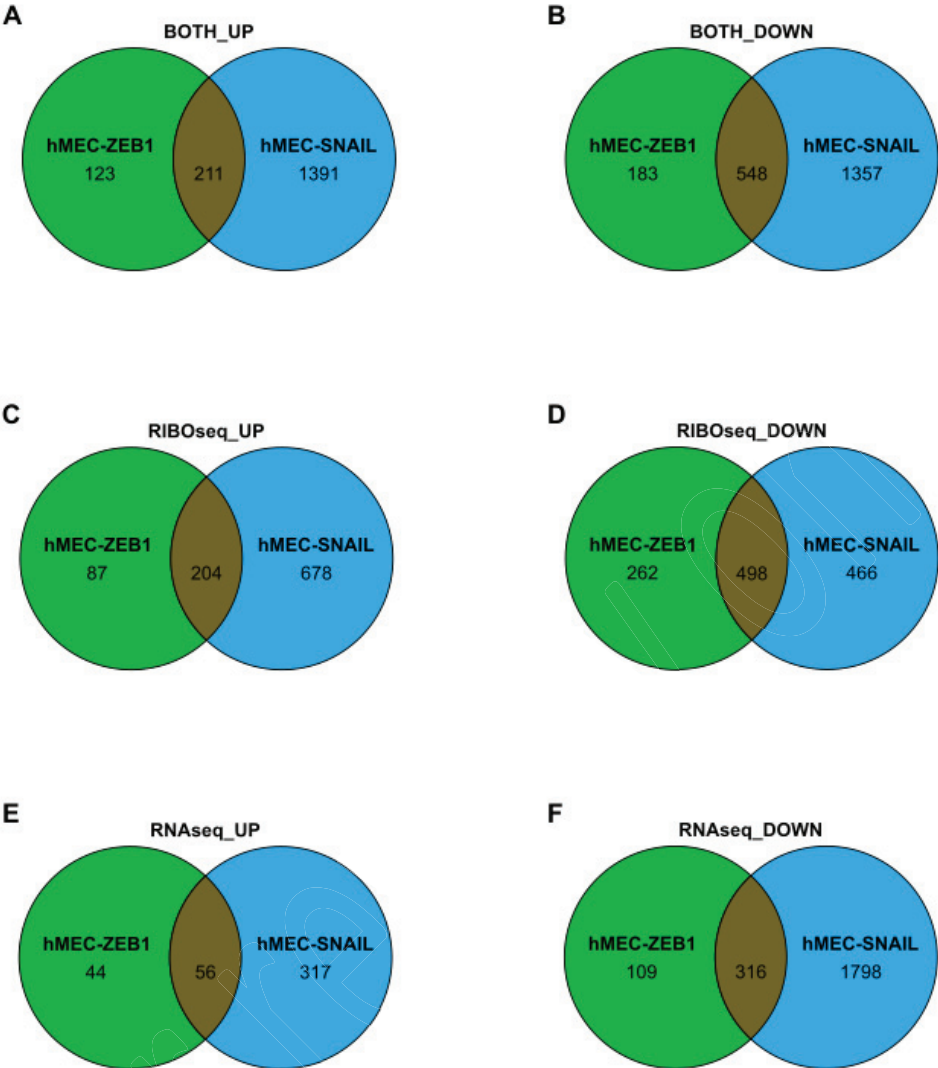 A
BOTH_UP
hMEC-ZEB1
123
211
hMEC-SNAIL
1391
B
BOTH_DOWN
hMEC-ZEB1
183
548
hMEC-SNAIL
1357
C
RIBOseq_UP
hMEC-ZEB1
87
204
hMEC-SNAIL
678
D
RIBOseq_DOWN
hMEC-ZEB1
262
498
hMEC-SNAIL
466
E
RNAseq_UP
hMEC-ZEB1
44
56
hMEC-SNAIL
317
F
RNAseq_DOWN
hMEC-ZEB1
109
316
hMEC-SNAIL
1798